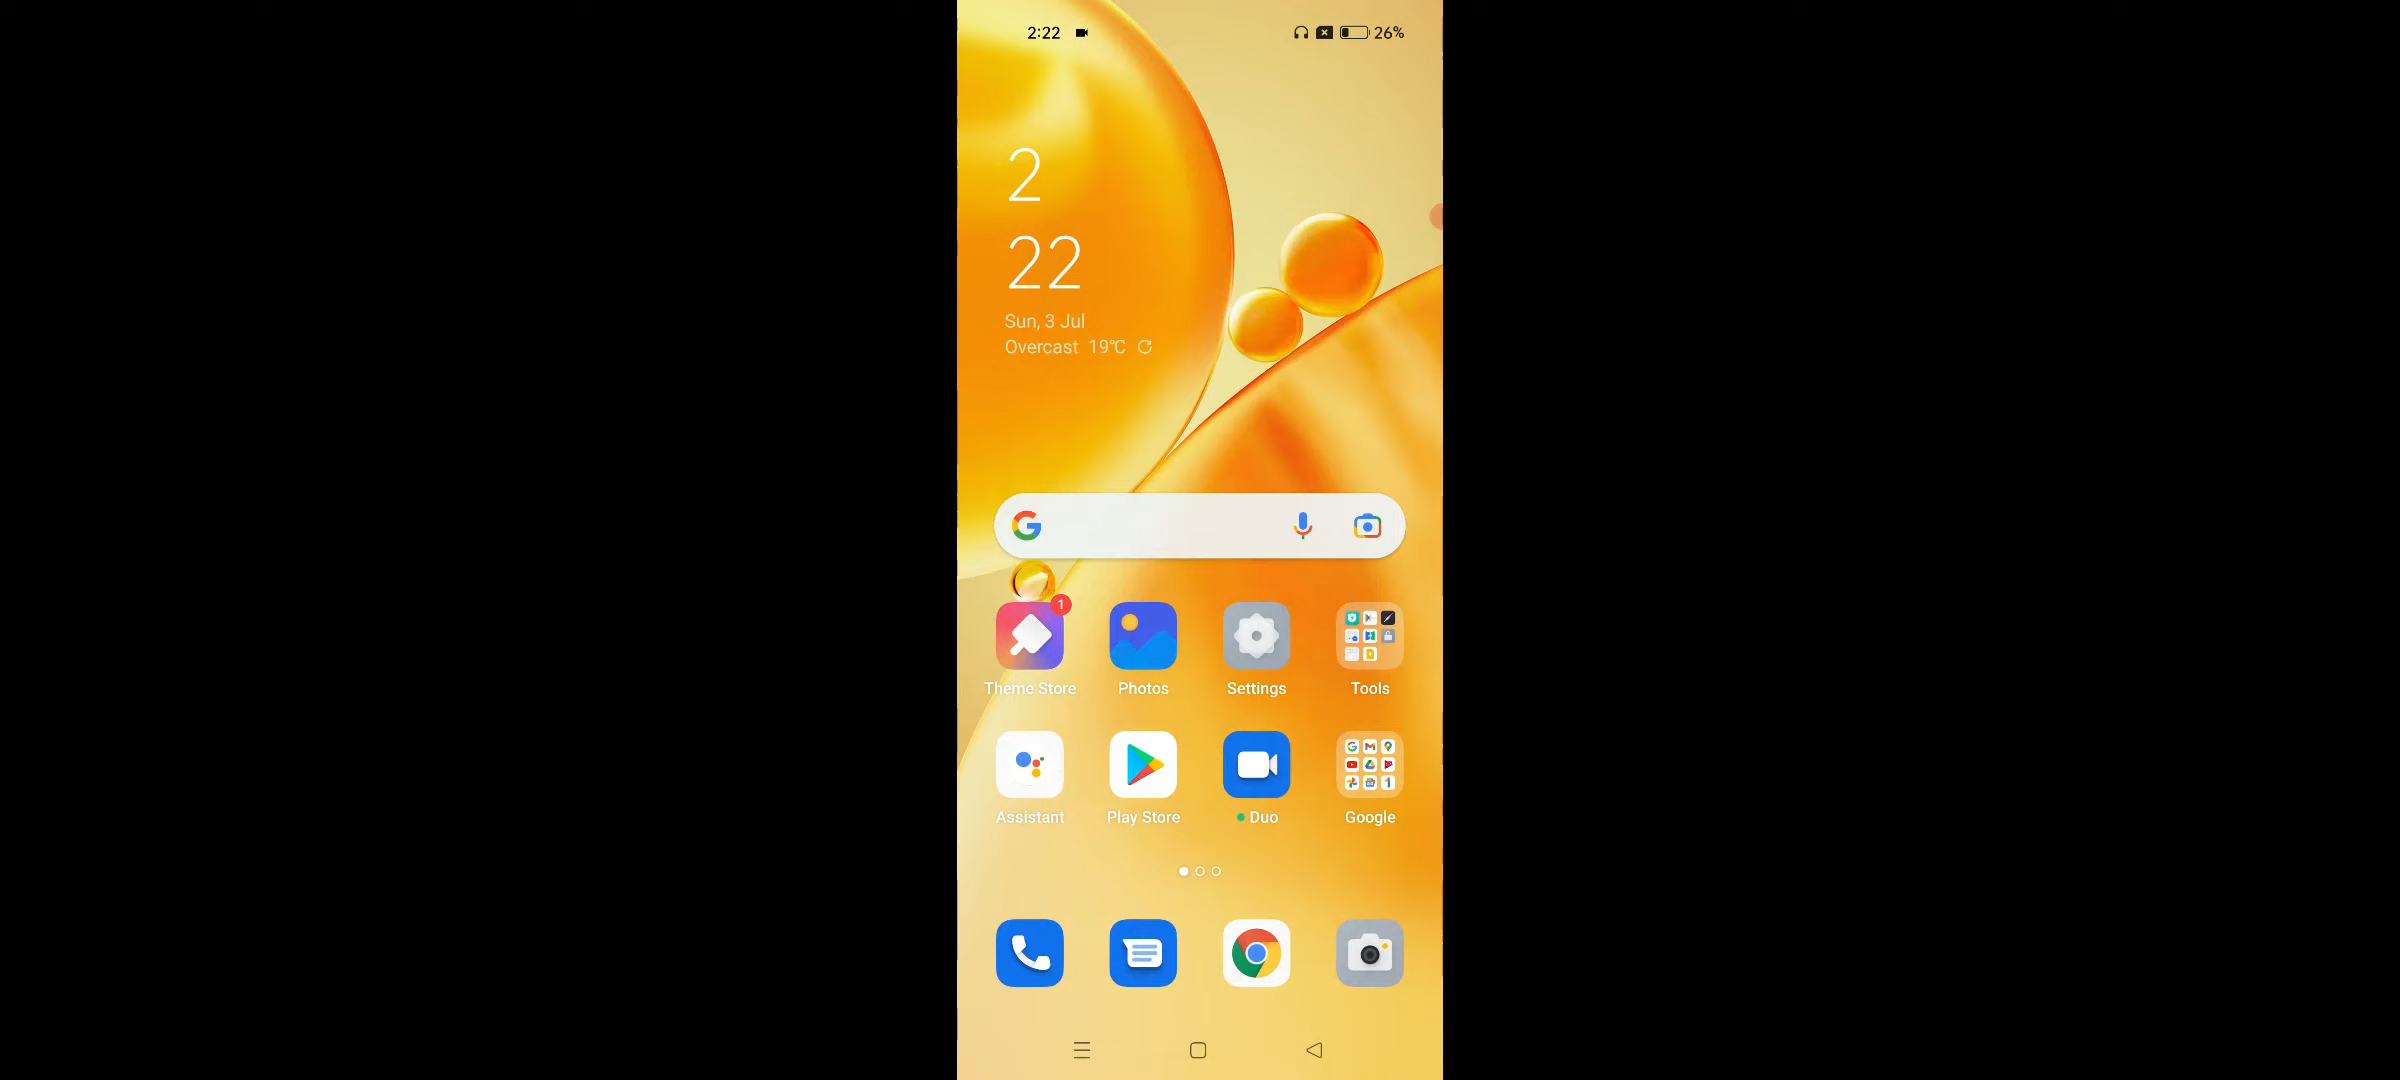 2:22 26%
2
22
Sun, 3 Jul
Overcast 19℃
1
Theme Store Photos Settings Tools
Assistant Play Store Duo Google